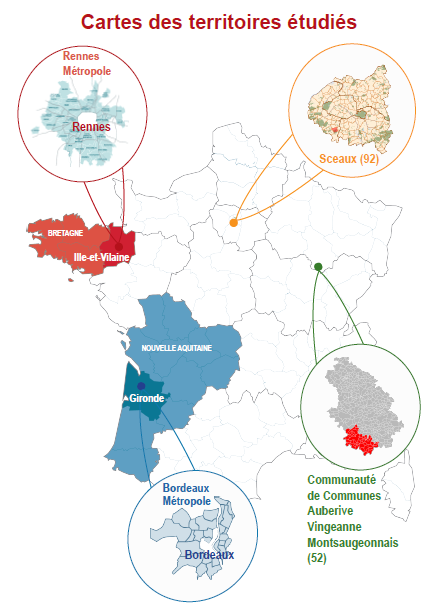 Cartes des territoires étudiés
Rennes
Métropole
Rennes
Sceaux (92)
BRETAGNE
Ille-et-Vilaine
NOUVELLE AQUITAINE
Gironde
Bordeaux
Métropole
Bordeaux
Communauté
de Communes
Auberive
Vingeanne
Montsaugeonnais
(52)